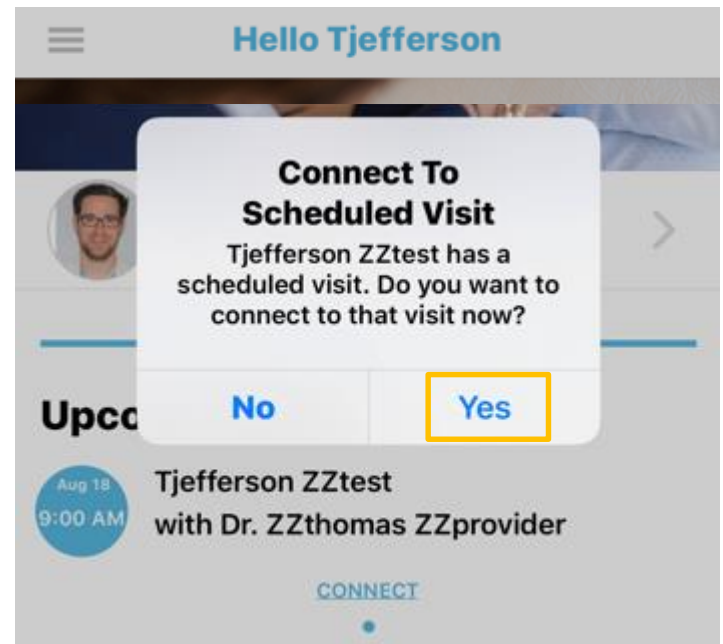 Hello Tjefferson
Connect To
Scheduled Visit
Tjefferson ZZtest has a
scheduled visit. Do you want to
connect to that visit now?
No
Yes
Upco
Aug 18
9:00 AM
Tjefferson ZZtest
with Dr. ZZthomas ZZprovider
CONNECT